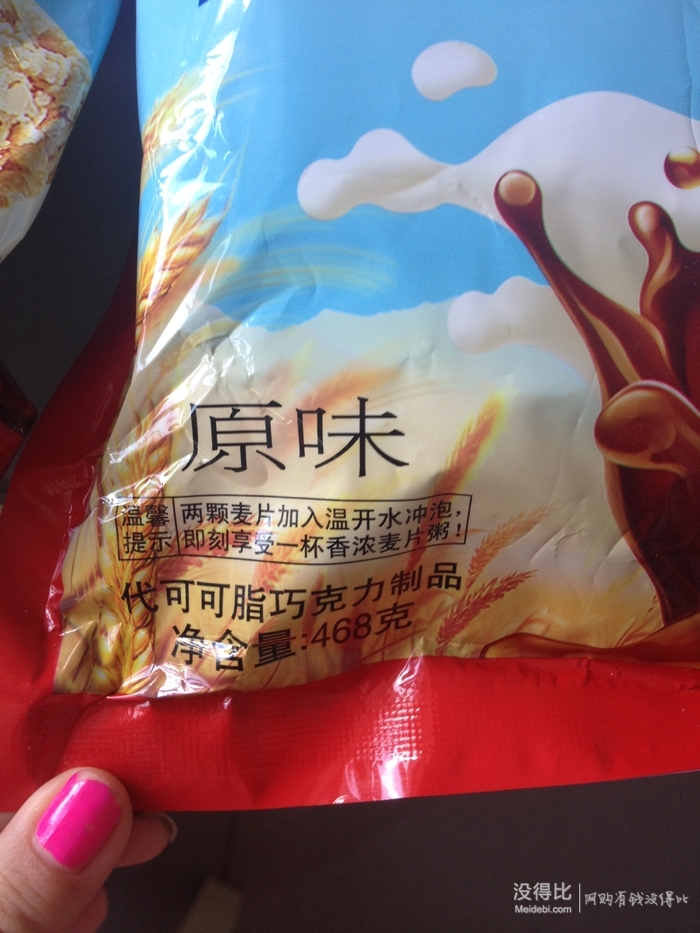 原味
温馨提示
两颗麦片加入温开水冲泡，
即刻享受一杯香浓麦片粥！
代可可脂巧克力制品
净含量:468克
没得比
Meidebi.com
网购有钱没得比